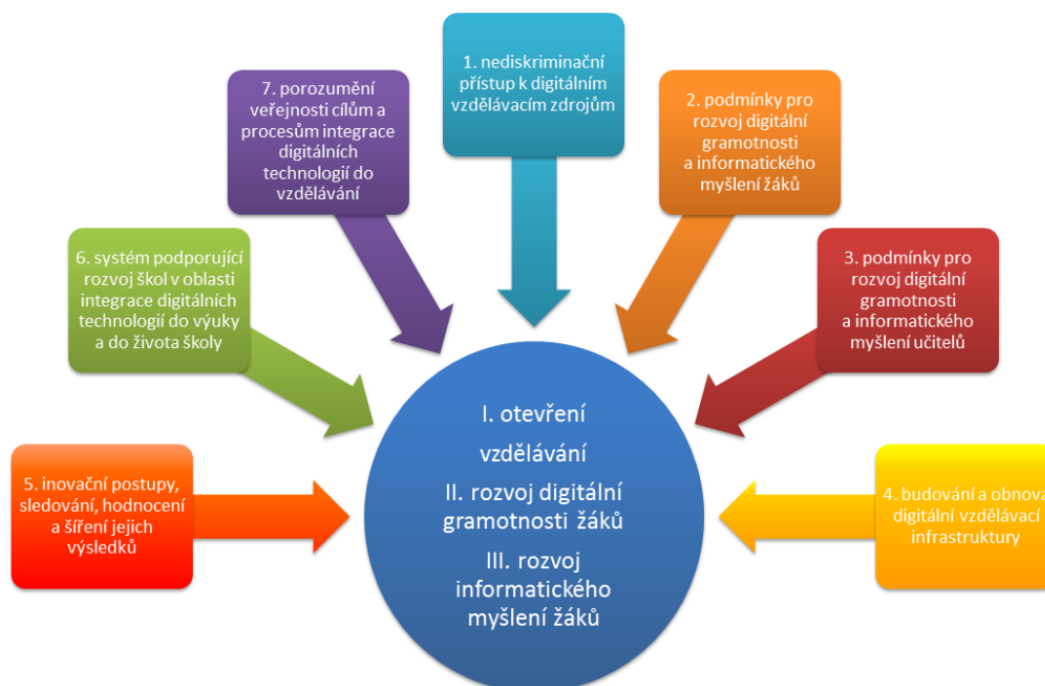 1. nediskriminační
přístup k digitálním
vzdělávacím zdrojům
2. podmínky pro
rozvoj digitální
gramotnosti
a informatického
myšlení žáků
3. podmínky pro
rozvoj digitální
gramotnosti
a informatického
myšlení učitelů
4. budování a obnova
digitální vzdělávací
infrastruktury
5. inovační postupy,
sledování, hodnocení
a šíření jejich
výsledků
6. systém podporující
rozvoj škol v oblasti
integrace digitálních
technologií do výuky
a do života školy
7. porozumění
veřejnosti cílům a
procesům integrace
digitálních
technologií do
vzdělávání
I. otevření
vzdělávání
II. rozvoj digitální
gramotnosti žáků
III. rozvoj
informatického
myšlení žáků